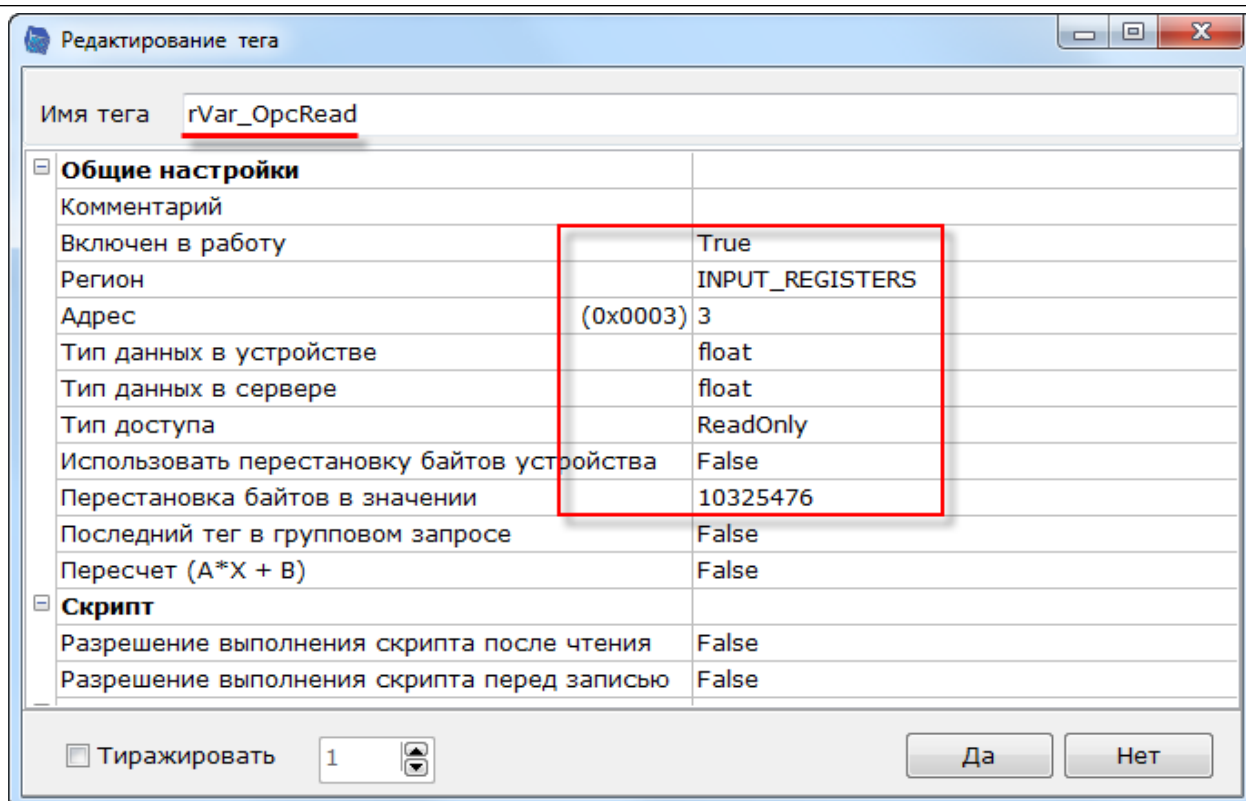 Редактирование тега
Имя тега rVar_OpcRead
Общие настройки
Комментарий
Включен в работу True
Регион INPUT_REGISTERS
Адрес (0x0003) 3
Тип данных в устройстве float
Тип данных в сервере float
Тип доступа ReadOnly
Использовать перестановку байтов устройства False
Перестановка байтов в значении 10325476
Последний тег в групповом запросе False
Пересчет (A*X + B) False
Скрипт
Разрешение выполнения скрипта после чтения False
Разрешение выполнения скрипта перед записью False
Тиражировать 1 Да Нет